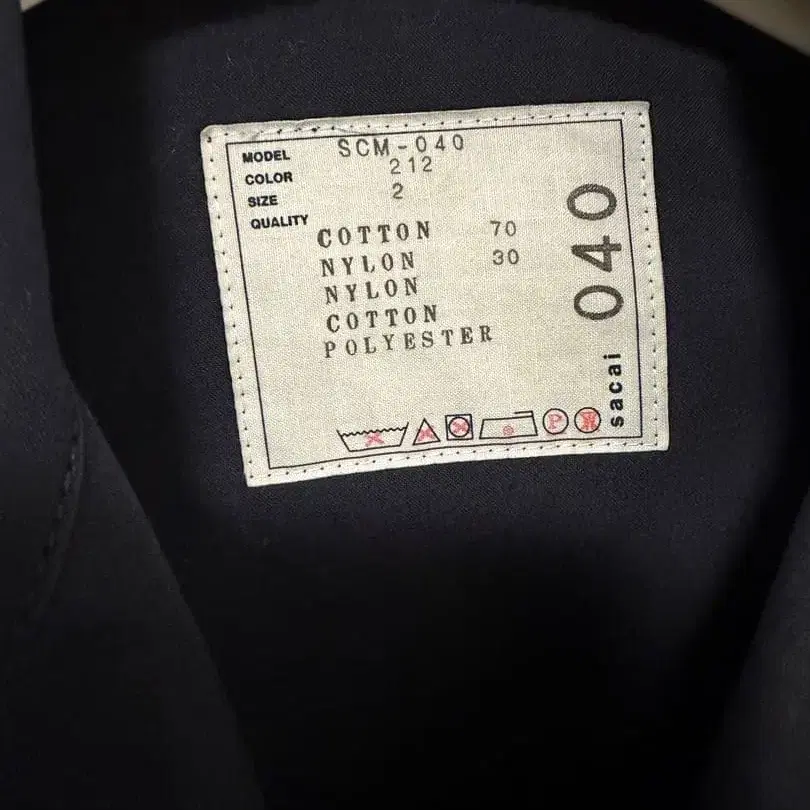 MODEL SCM-040
COLOR 212
SIZE 2
QUALITY
COTTON 70
NYLON 30
NYLON
COTTON
POLYESTER
P
W
040
sacai